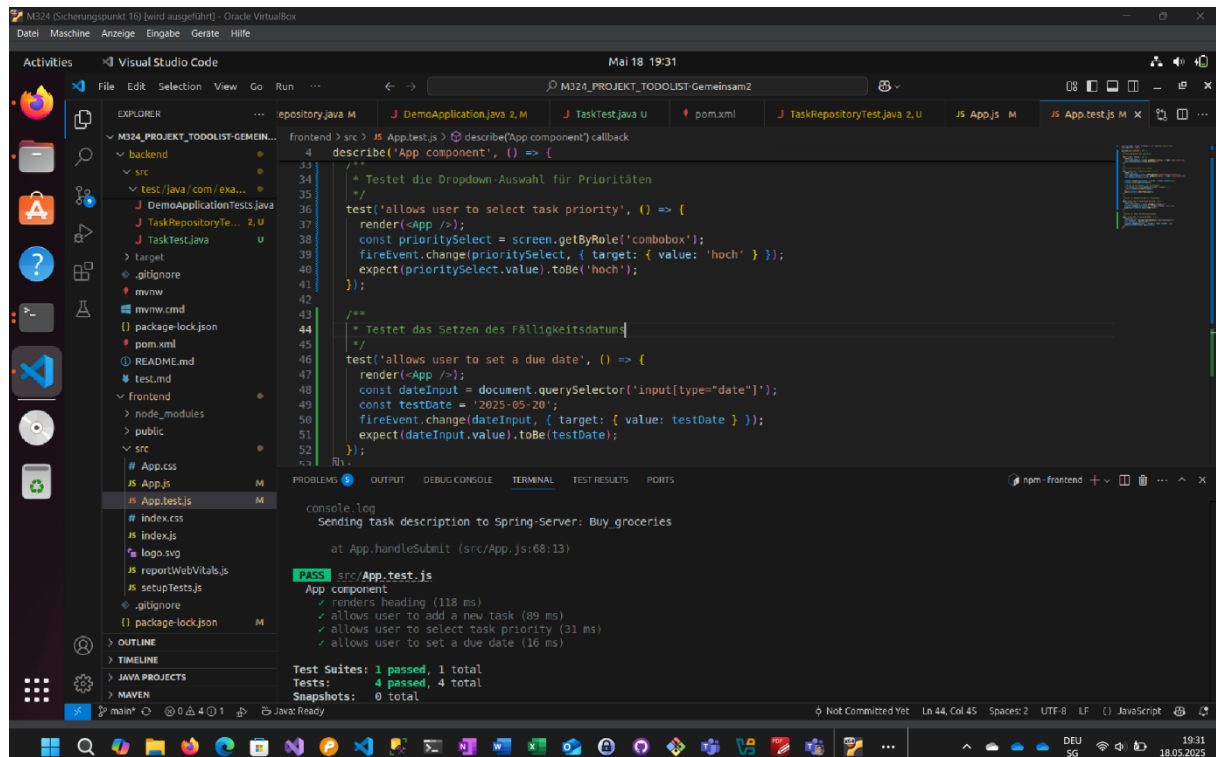 M324 (Sicherungspunkt 16) [wird ausgeführt] - Oracle VirtualBox
Datei Maschine Anzeige Eingabe Geräte Hilfe
Activities Visual Studio Code Mai 18 19:31
File Edit Selection View Go Run ··· M324_PROJEKT_TODOLIST-Gemeinsam2
EXPLORER ···
epository.java M DemoApplication.java 2, M TaskTest.java U pom.xml TaskRepositoryTest.java 2, U App.js M App.test.js M
M324_PROJEKT_TODOLIST-GEMEIN...
frontend > src > App.test.js > describe('App component') callback
backend
src
test/java/com/exa...
DemoApplicationTests.java
TaskRepositoryTe... 2, U
TaskTest.java U
target
.gitignore
mvnw
mvnw.cmd
package-lock.json
pom.xml
README.md
test.md
frontend
node_modules
public
src
App.css
App.js M
App.test.js M
index.css
index.js
logo.svg
reportWebVitals.js
setupTests.js
.gitignore
package-lock.json M
OUTLINE
TIMELINE
JAVA PROJECTS
MAVEN
4 describe('App component', () => {
33 /**
34 * Testet die Dropdown-Auswahl für Prioritäten
35 */
36 test('allows user to select task priority', () => {
37 render(<App />);
38 const prioritySelect = screen.getByRole('combobox');
39 fireEvent.change(prioritySelect, { target: { value: 'hoch' } });
40 expect(prioritySelect.value).toBe('hoch');
41 });
42
43 /**
44 * Testet das Setzen des Fälligkeitsdatums
45 */
46 test('allows user to set a due date', () => {
47 render(<App />);
48 const dateInput = document.querySelector('input[type="date"]');
49 const testDate = '2025-05-20';
50 fireEvent.change(dateInput, { target: { value: testDate } });
51 expect(dateInput.value).toBe(testDate);
52 });
53 });
PROBLEMS 5 OUTPUT DEBUG CONSOLE TERMINAL TEST RESULTS PORTS npm - frontend
console.log
Sending task description to Spring-Server: Buy groceries
at App.handleSubmit (src/App.js:68:13)
PASS src/App.test.js
App component
✓ renders heading (118 ms)
✓ allows user to add a new task (89 ms)
✓ allows user to select task priority (31 ms)
✓ allows user to set a due date (16 ms)
Test Suites: 1 passed, 1 total
Tests: 4 passed, 4 total
Snapshots: 0 total
main* 0 4 1 Java: Ready Not Committed Yet Ln 44, Col 45 Spaces: 2 UTF-8 LF {} JavaScript
DEU
SG
19:31
18.05.2025